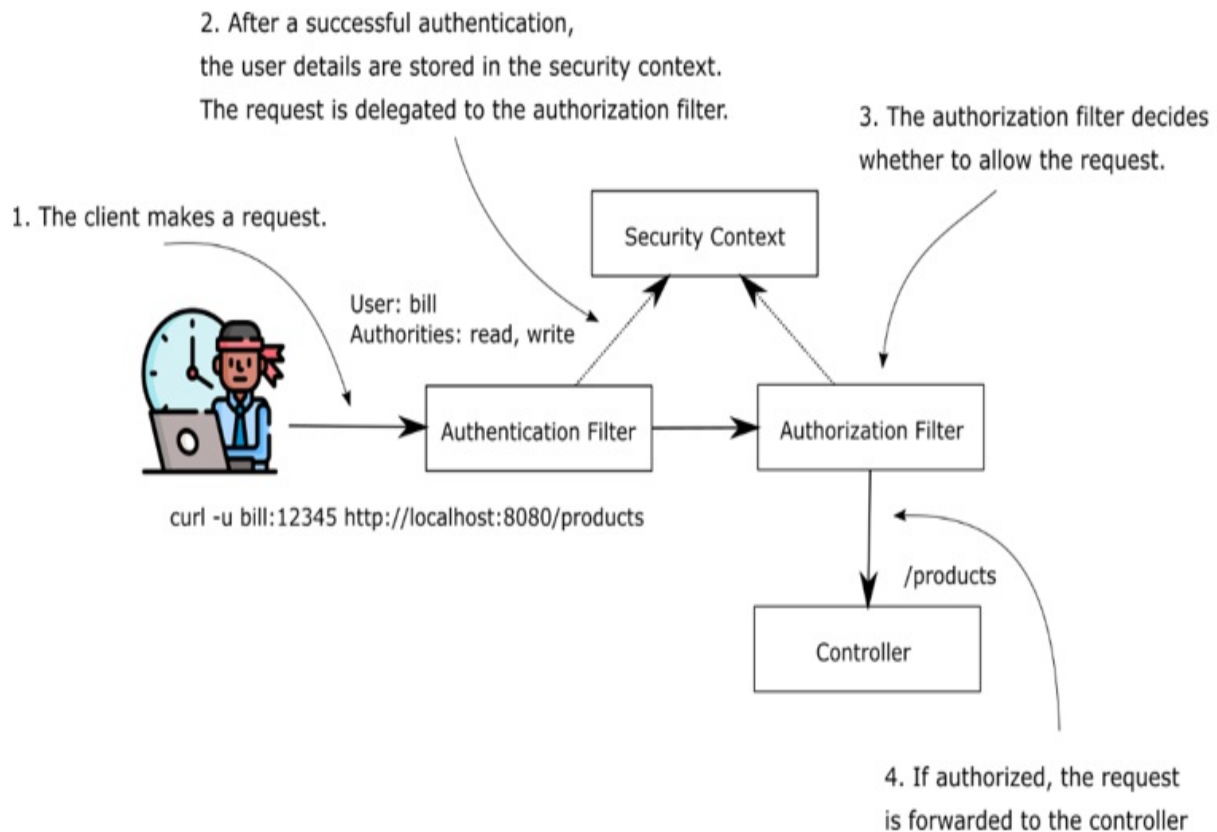 2. After a successful authentication,
the user details are stored in the security context.
The request is delegated to the authorization filter.
3. The authorization filter decides
whether to allow the request.
1. The client makes a request.
Security Context
User: bill
Authorities: read, write
Authentication Filter
Authorization Filter
curl -u bill:12345 http://localhost:8080/products
/products
Controller
4. If authorized, the request
is forwarded to the controller